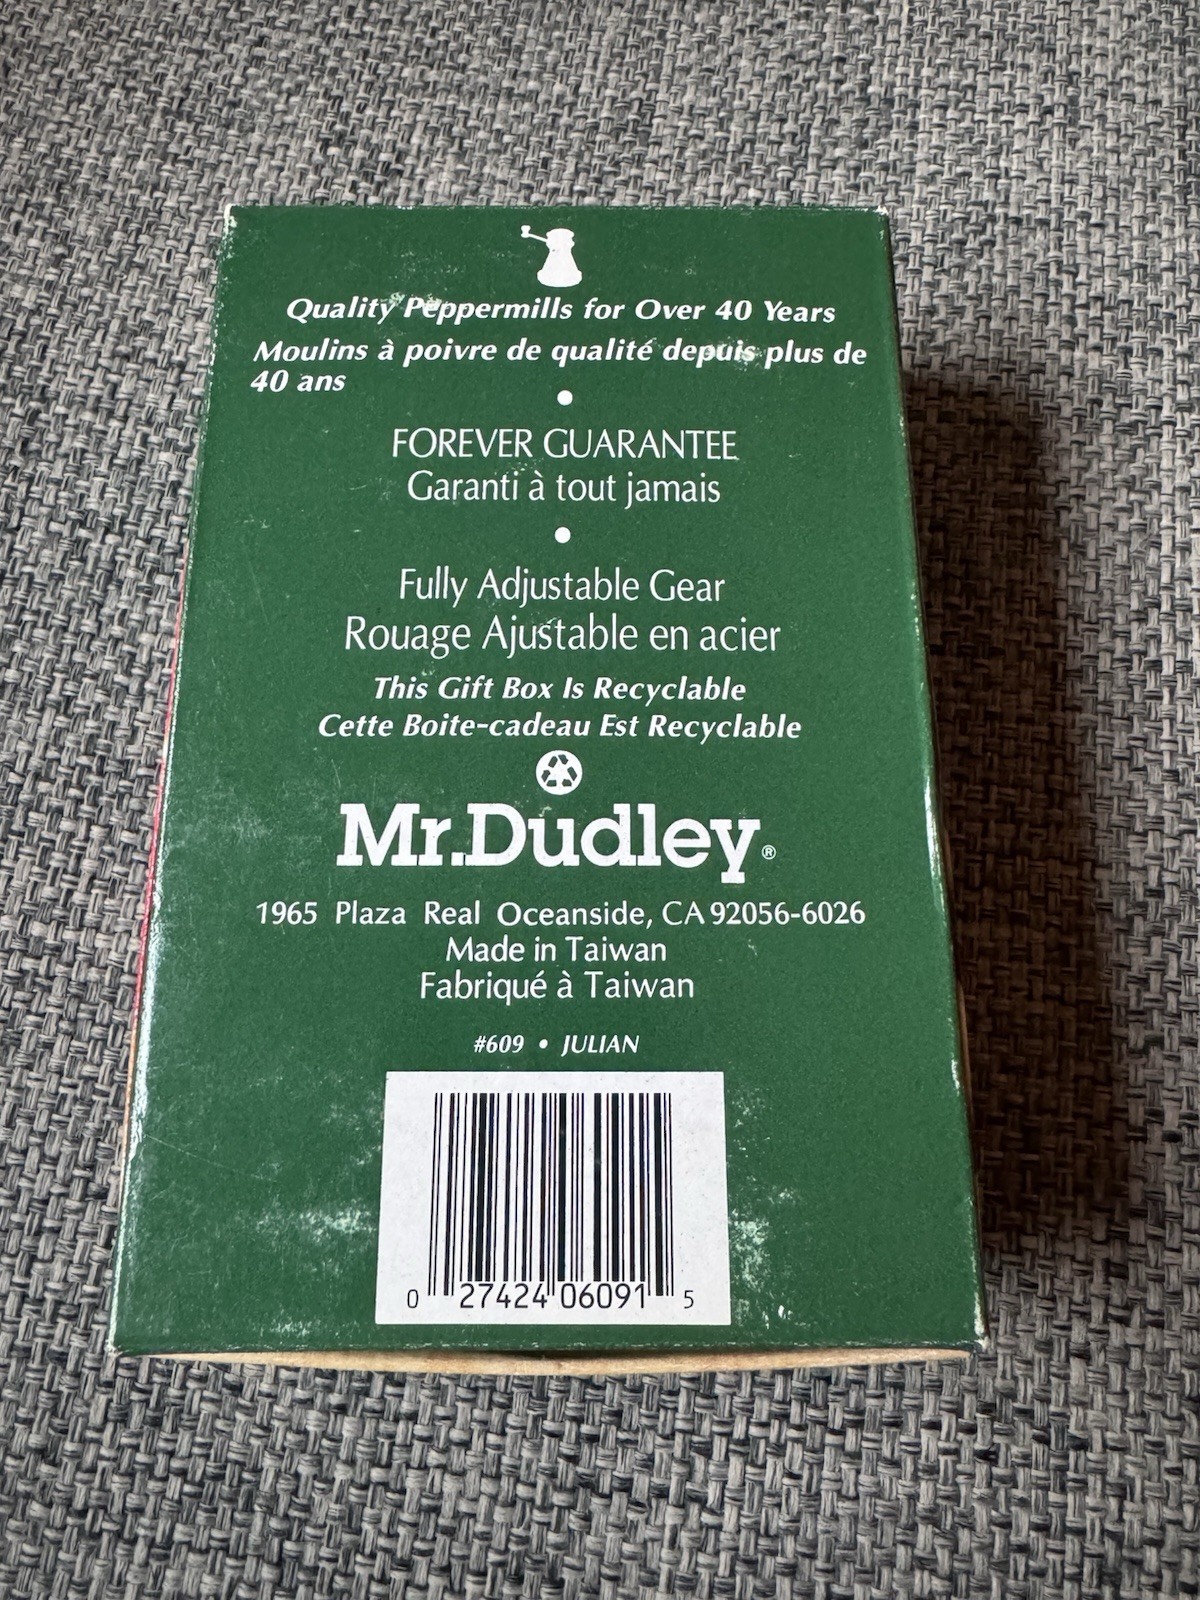 Quality Peppermills for Over 40 Years
Moulins à poivre de qualité depuis plus de
40 ans
•
FOREVER GUARANTEE
Garanti à tout jamais
•
Fully Adjustable Gear
Rouage Ajustable en acier
This Gift Box Is Recyclable
Cette Boite-cadeau Est Recyclable
Mr.Dudley®
1965 Plaza Real Oceanside, CA 92056-6026
Made in Taiwan
Fabriqué à Taiwan
#609 • JULIAN
0 27424 06091 5